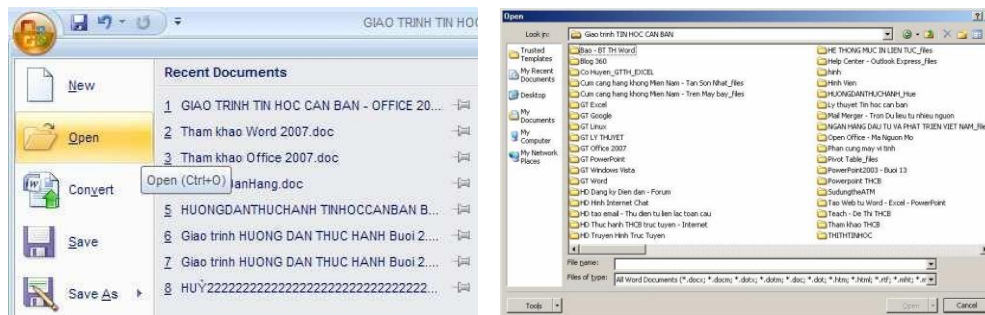 GIAO TRINH TIN HOC
New
Open
Open (Ctrl+O)
Convert
Save
Save As
Recent Documents
1 GIAO TRINH TIN HOC CAN BAN - OFFICE 20...
2 Tham khao Word 2007.doc
3 Tham khao Office 2007.doc
anHang.doc
5 HUONGDANTHUCHANH TINHOCCANBAN B...
6 Giao trinh HUONG DAN THUC HANH Buoi 2....
7 Giao trinh HUONG DAN THUC HANH Buoi 2....
8 HUỲ22222222222222222222222222222...
Open
Look in:
Giao trinh TIN HOC CAN BAN
Trusted Templates
My Recent Documents
Desktop
My Documents
My Computer
My Network Places
Bao - BT TH Word
Blog 360
Co Huyen_GTTH_EXCEL
Cum cang hang khong Mien Nam - Tan Son Nhat_files
Cum cang hang khong Mien Nam - Tren May bay_files
GT Excel
GT Google
GT Linux
GT LY THUYET
GT Office 2007
GT PowerPoint
GT Windows Vista
GT Word
HD Dang ky Dien dan - Forum
HD Hinh Internet Chat
HD tao email - Thu dien tu lien lac toan cau
HD Thuc hanh THCB truc tuyen - Internet
HD Truyen Hinh Truc Tuyen
HE THONG MUC IN LIEN TUC_files
Help Center - Outlook Express_files
hinh
Hinh Nen
HUONGDANTHUCHANH_Hue
Ly thuyet Tin hoc can ban
Mail Merger - Tron Du lieu tu nhieu nguon
NGAN HANG DAU TU VA PHAT TRIEN VIET NAM_file
Open Office - Ma Nguon Mo
Phan cung may vi tinh
Pivot Table_files
PowerPoint2003 - Buoi 13
Powerpoint THCB
SudungtheATM
Tao Web tu Word - Excel - PowerPoint
Teach - De Thi THCB
Tham khao THCB
THITHTINHOC
File name:
Files of type:
All Word Documents (*.docx; *.docm; *.dotx; *.dotm; *.doc; *.dot; *.htm; *.html; *.rtf; *.mht; *.m
Tools
Open
Cancel